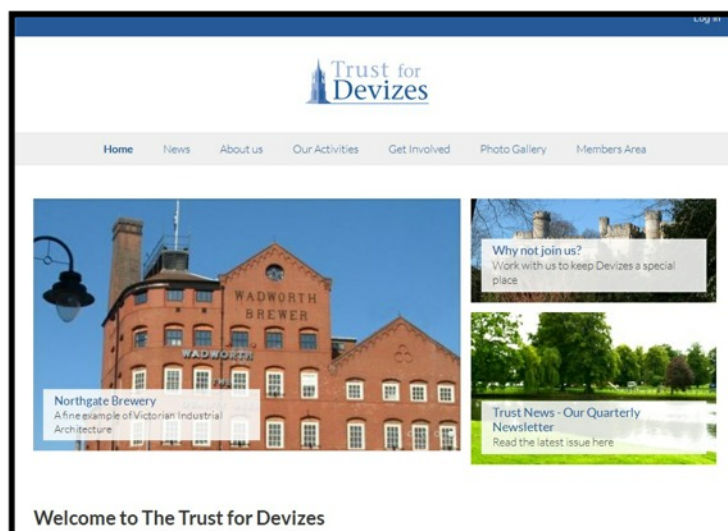 Log in
Trust for
Devizes
Home News About us Our Activities Get Involved Photo Gallery Members Area
WADWORTH
BREWER
WADWORTH
Northgate Brewery
A fine example of Victorian Industrial
Architecture
Why not join us?
Work with us to keep Devizes a special
place
Trust News - Our Quarterly
Newsletter
Read the latest issue here
Welcome to The Trust for Devizes